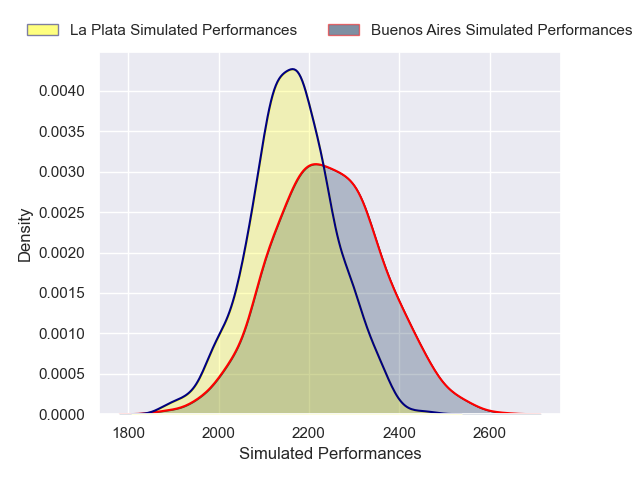 La Plata Simulated Performances Buenos Aires Simulated Performances
0.0040
0.0035
0.0030
0.0025
0.0020
0.0015
0.0010
0.0005
0.0000
Density
1800 2000 2200 2400 2600
Simulated Performances